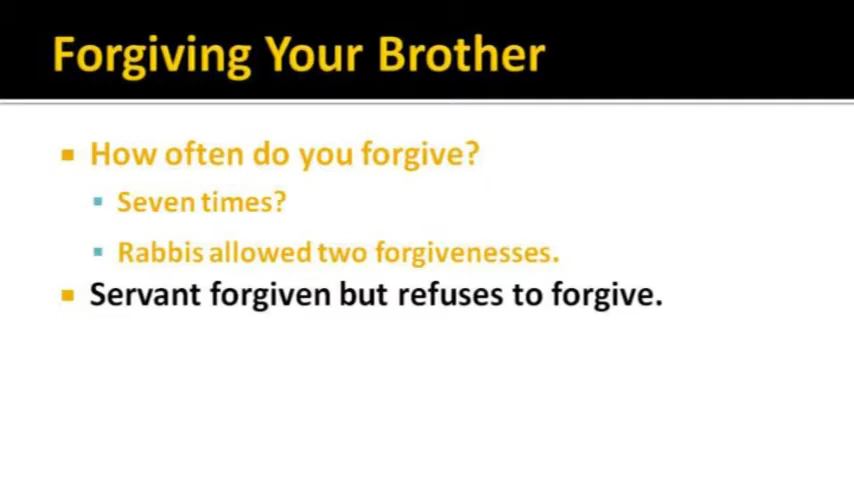 Forgiving Your Brother
How often do you forgive?
Seven times?
Rabbis allowed two forgivenesses.
Servant forgiven but refuses to forgive.